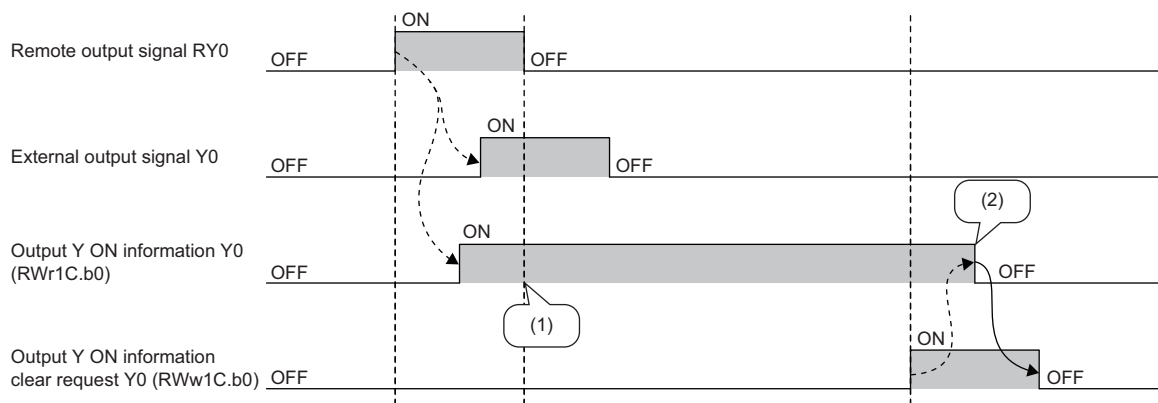 ON
Remote output signal RY0
OFF
OFF
ON
External output signal Y0
OFF
OFF
(2)
ON
Output Y ON information Y0
(RWr1C.b0)
OFF
OFF
(1)
ON
Output Y ON information
clear request Y0 (RWw1C.b0)
OFF
OFF